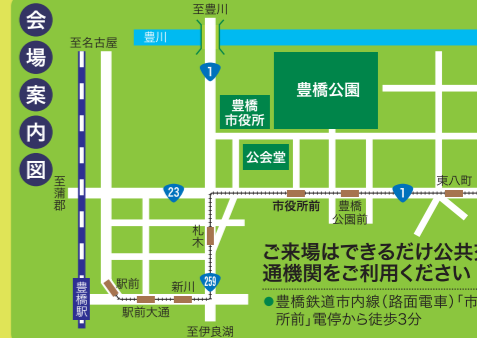 会場案内図
至豊川
至名古屋
豊川
1
豊橋公園
豊橋
市役所
公会堂
至蒲郡
23
市役所前
豊橋
公園前
1
東八町
札木
259
豊橋駅
駅前
新川
駅前大通
至伊良湖
ご来場はできるだけ公共交
通機関をご利用ください
●豊橋鉄道市内線（路面電車）「市
所前」電停から徒歩3分